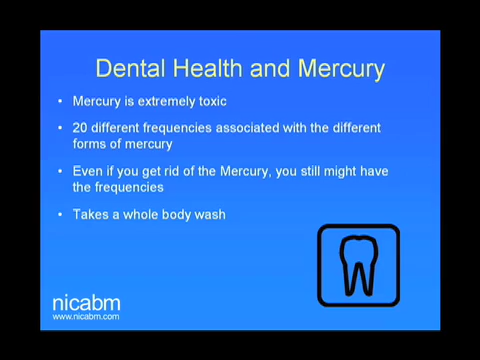 Dental Health and Mercury
• Mercury is extremely toxic
• 20 different frequencies associated with the different
forms of mercury
• Even if you get rid of the Mercury, you still might have
the frequencies
• Takes a whole body wash
nicabm
www.nicabm.com